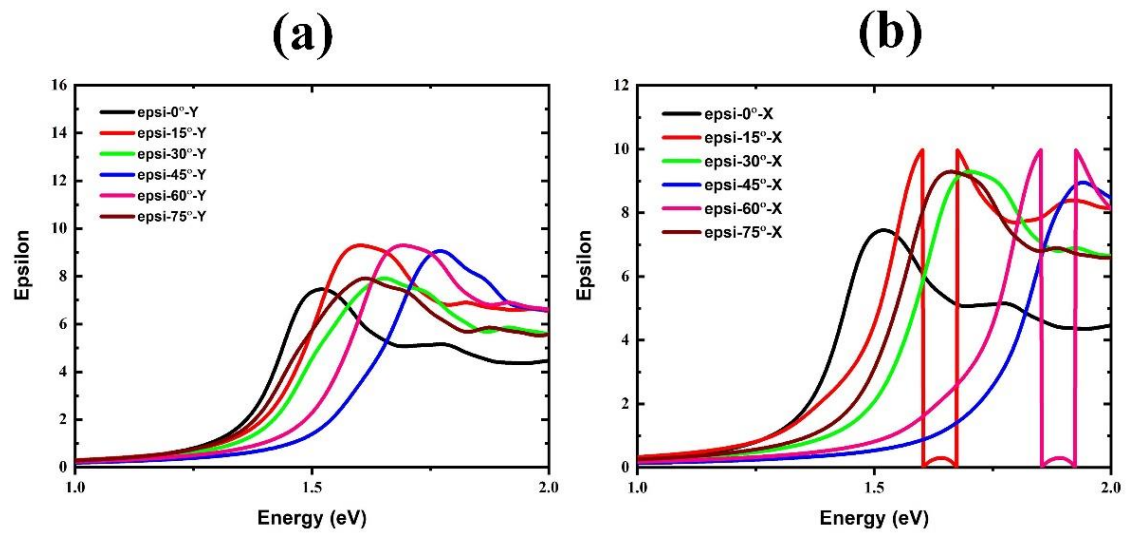 (a)
16
14
12
10
8
6
4
2
0
Epsilon
epsi-0°-Y
epsi-15°-Y
epsi-30°-Y
epsi-45°-Y
epsi-60°-Y
epsi-75°-Y
1.0
1.5
2.0
Energy (eV)
(b)
12
10
8
6
4
2
0
Epsilon
epsi-0°-X
epsi-15°-X
epsi-30°-X
epsi-45°-X
epsi-60°-X
epsi-75°-X
1.0
1.5
2.0
Energy (eV)